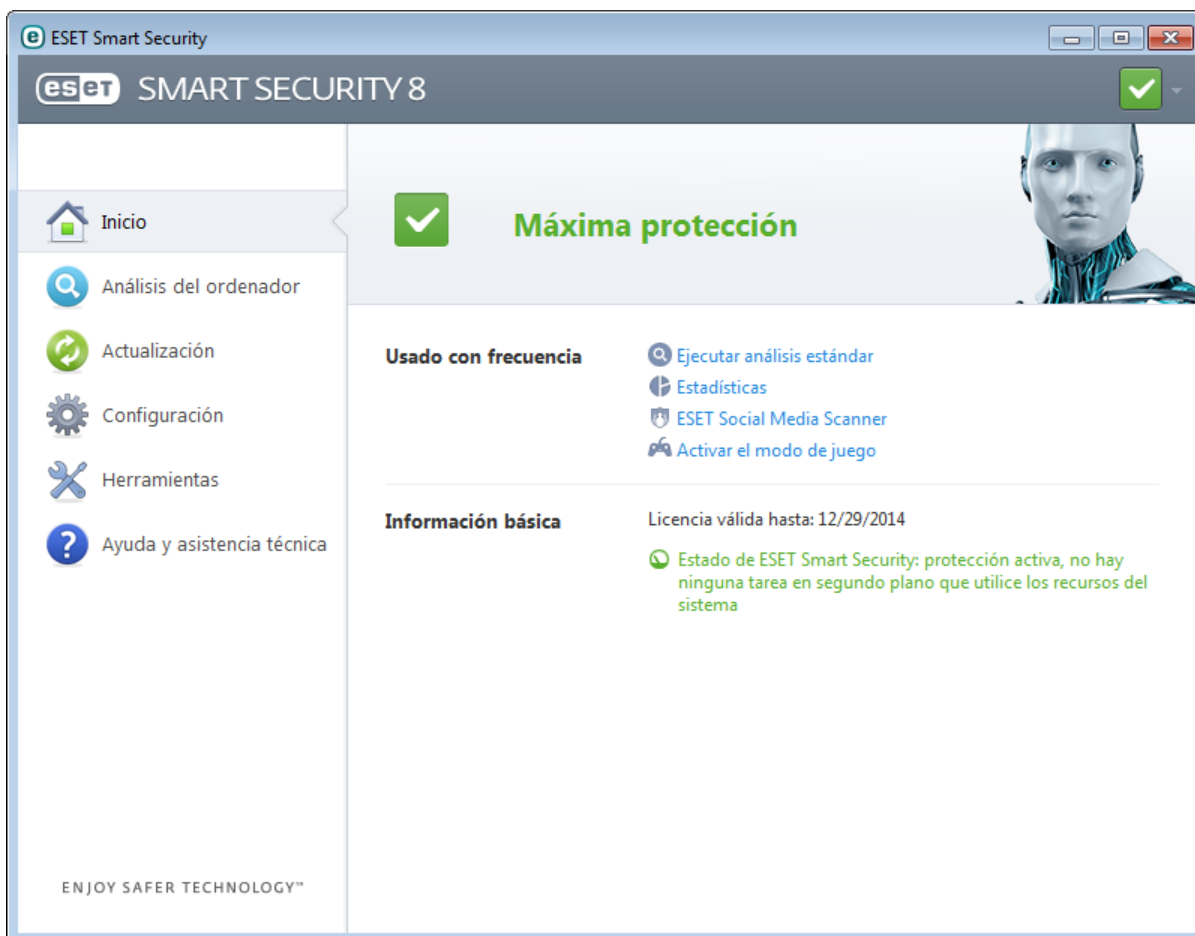 ESET Smart Security
eset SMART SECURITY 8
Inicio
Análisis del ordenador
Actualización
Configuración
Herramientas
Ayuda y asistencia técnica
ENJOY SAFER TECHNOLOGY™
Máxima protección
Usado con frecuencia
Ejecutar análisis estándar
Estadísticas
ESET Social Media Scanner
Activar el modo de juego
Información básica
Licencia válida hasta: 12/29/2014
Estado de ESET Smart Security: protección activa, no hay
ninguna tarea en segundo plano que utilice los recursos del
sistema